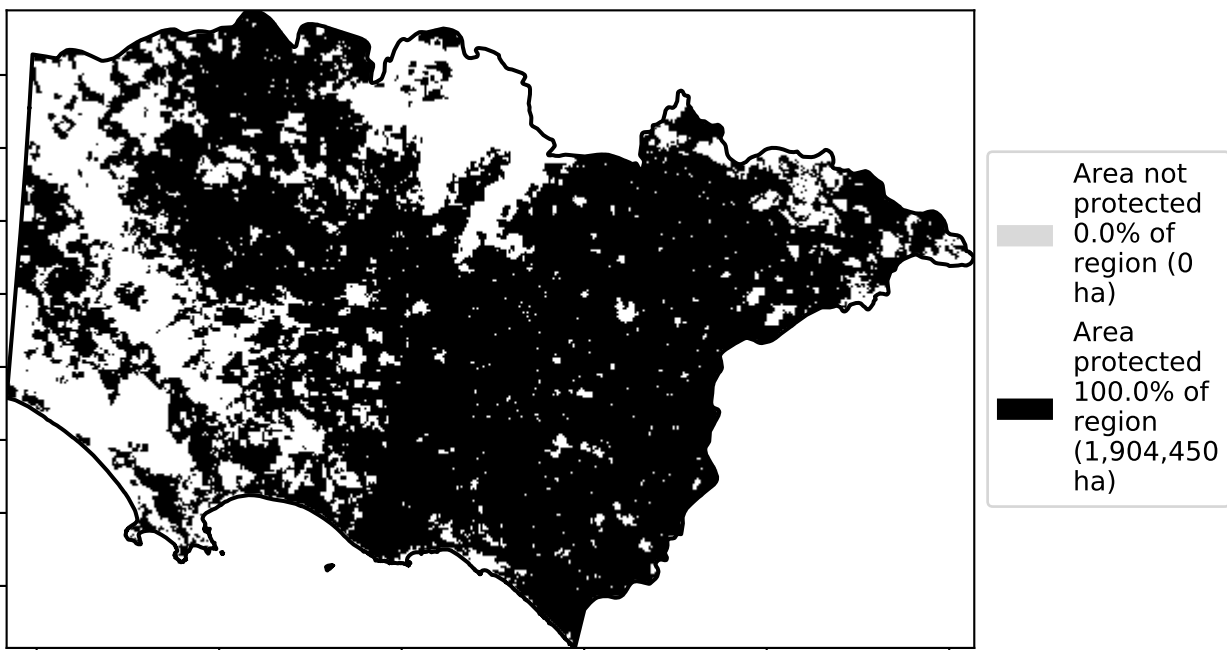 Area not
protected
0.0% of
region (0
ha)
Area
protected
100.0% of
region
(1,904,450
ha)